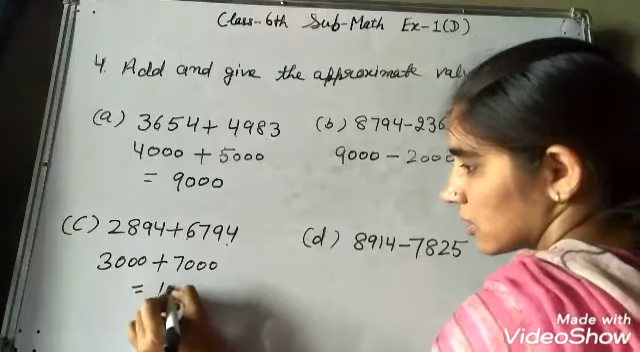 Class-6th Sub-Math Ex-1(D)
4. Add and give the approximate
(a) 3654+4983
4000+5000
= 9000
(b) 8794-236
9000-2000
(c) 2894+6794
3000+7000
= 1
(d) 8914-7825
Made with
VideoShow